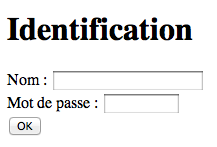 Identification
Nom :
Mot de passe :
OK